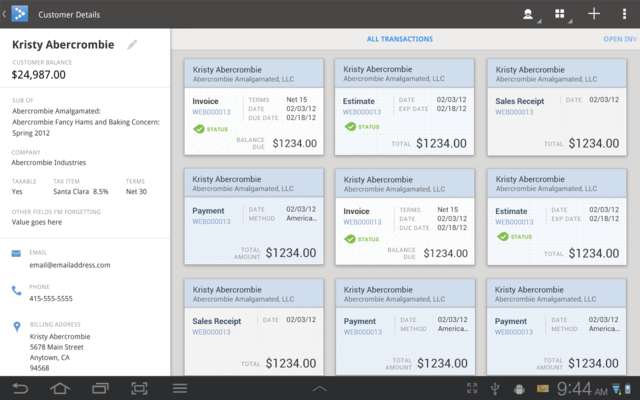 Customer Details
Kristy Abercrombie
CUSTOMER BALANCE
$24,987.00
SUB OF
Abercrombie Amalgamated:
Abercrombie Fancy Hams and Baking Concern:
Spring 2012
COMPANY
Abercrombie Industries
TAXABLE TAX ITEM TERMS
Yes Santa Clara 8.5% Net 30
OTHER FIELDS I'M FORGETTING
Value goes here
EMAIL
email@emailaddress.com
PHONE
415-555-5555
BILLING ADDRESS
Kristy Abercrombie
5678 Main Street
Anytown, CA
94568
ALL TRANSACTIONS OPEN INV
Kristy Abercrombie
Abercrombie Amalgamated, LLC
Invoice TERMS Net 15
WEB000013 DATE 02/03/12
DUE DATE 02/18/12
STATUS
BALANCE DUE $1234.00
Kristy Abercrombie
Abercrombie Amalgamated, LLC
Estimate DATE 02/03/12
WEB000013 EXP DATE 02/18/12
STATUS
TOTAL $1234.00
Kristy Abercrombie
Abercrombie Amalgamated, LLC
Sales Receipt DATE 02/03/12
WEB000013
TOTAL $1234.00
Kristy Abercrombie
Abercrombie Amalgamated, LLC
Payment DATE 02/03/12
WEB000013 METHOD America...
TOTAL AMOUNT $1234.00
Kristy Abercrombie
Abercrombie Amalgamated, LLC
Invoice TERMS Net 15
WEB000013 DATE 02/03/12
DUE DATE 02/18/12
STATUS
BALANCE DUE $1234.00
Kristy Abercrombie
Abercrombie Amalgamated, LLC
Estimate DATE 02/03/12
WEB000013 EXP DATE 02/18/12
STATUS
TOTAL $1234.00
Kristy Abercrombie
Abercrombie Amalgamated, LLC
Sales Receipt DATE 02/03/12
WEB000013
TOTAL $1234.00
Kristy Abercrombie
Abercrombie Amalgamated, LLC
Payment DATE 02/03/12
WEB000013 METHOD America...
TOTAL AMOUNT $1234.00
Kristy Abercrombie
Abercrombie Amalgamated, LLC
Payment DATE 02/03/12
WEB000013 METHOD America...
TOTAL AMOUNT $1234.00
9:44 AM